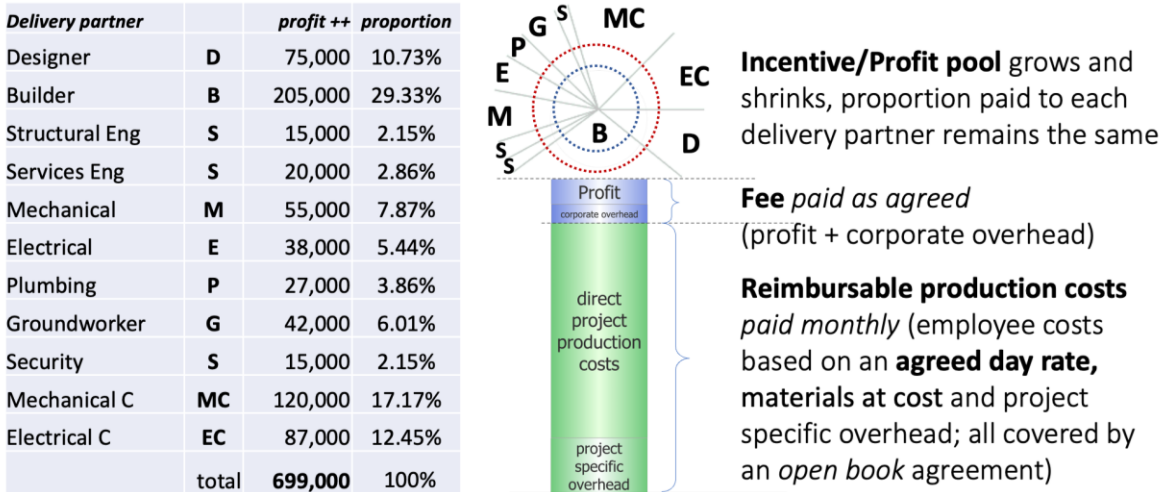 Delivery partner profit ++ proportion
Designer D 75,000 10.73%
Builder B 205,000 29.33%
Structural Eng S 15,000 2.15%
Services Eng S 20,000 2.86%
Mechanical M 55,000 7.87%
Electrical E 38,000 5.44%
Plumbing P 27,000 3.86%
Groundworker G 42,000 6.01%
Security S 15,000 2.15%
Mechanical C MC 120,000 17.17%
Electrical C EC 87,000 12.45%
total 699,000 100%
MC
S
G
P
E
EC
M
B
D
S
S
Profit
corporate overhead
direct
project
production
costs
project
specific
overhead
Incentive/Profit pool grows and
shrinks, proportion paid to each
delivery partner remains the same
Fee paid as agreed
(profit + corporate overhead)
Reimbursable production costs
paid monthly (employee costs
based on an agreed day rate,
materials at cost and project
specific overhead; all covered by
an open book agreement)